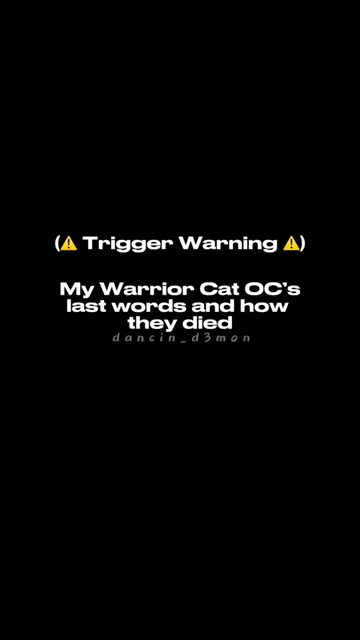 (⚠️ Trigger Warning ⚠️)
My Warrior Cat OC's
last words and how
they died
dancin_d3mon